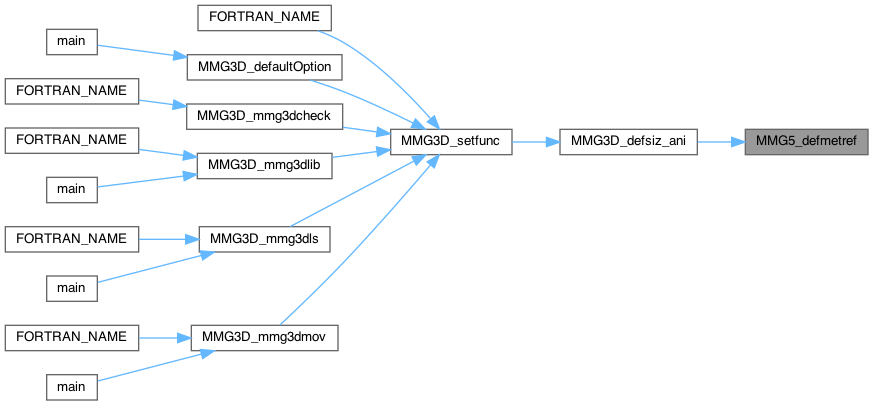 FORTRAN_NAME
main
MMG3D_defaultOption
FORTRAN_NAME
MMG3D_mmg3dcheck
FORTRAN_NAME
MMG3D_setfunc
MMG3D_defsiz_ani
MMG5_defmetref
MMG3D_mmg3dlib
main
FORTRAN_NAME
MMG3D_mmg3dls
main
FORTRAN_NAME
MMG3D_mmg3dmov
main